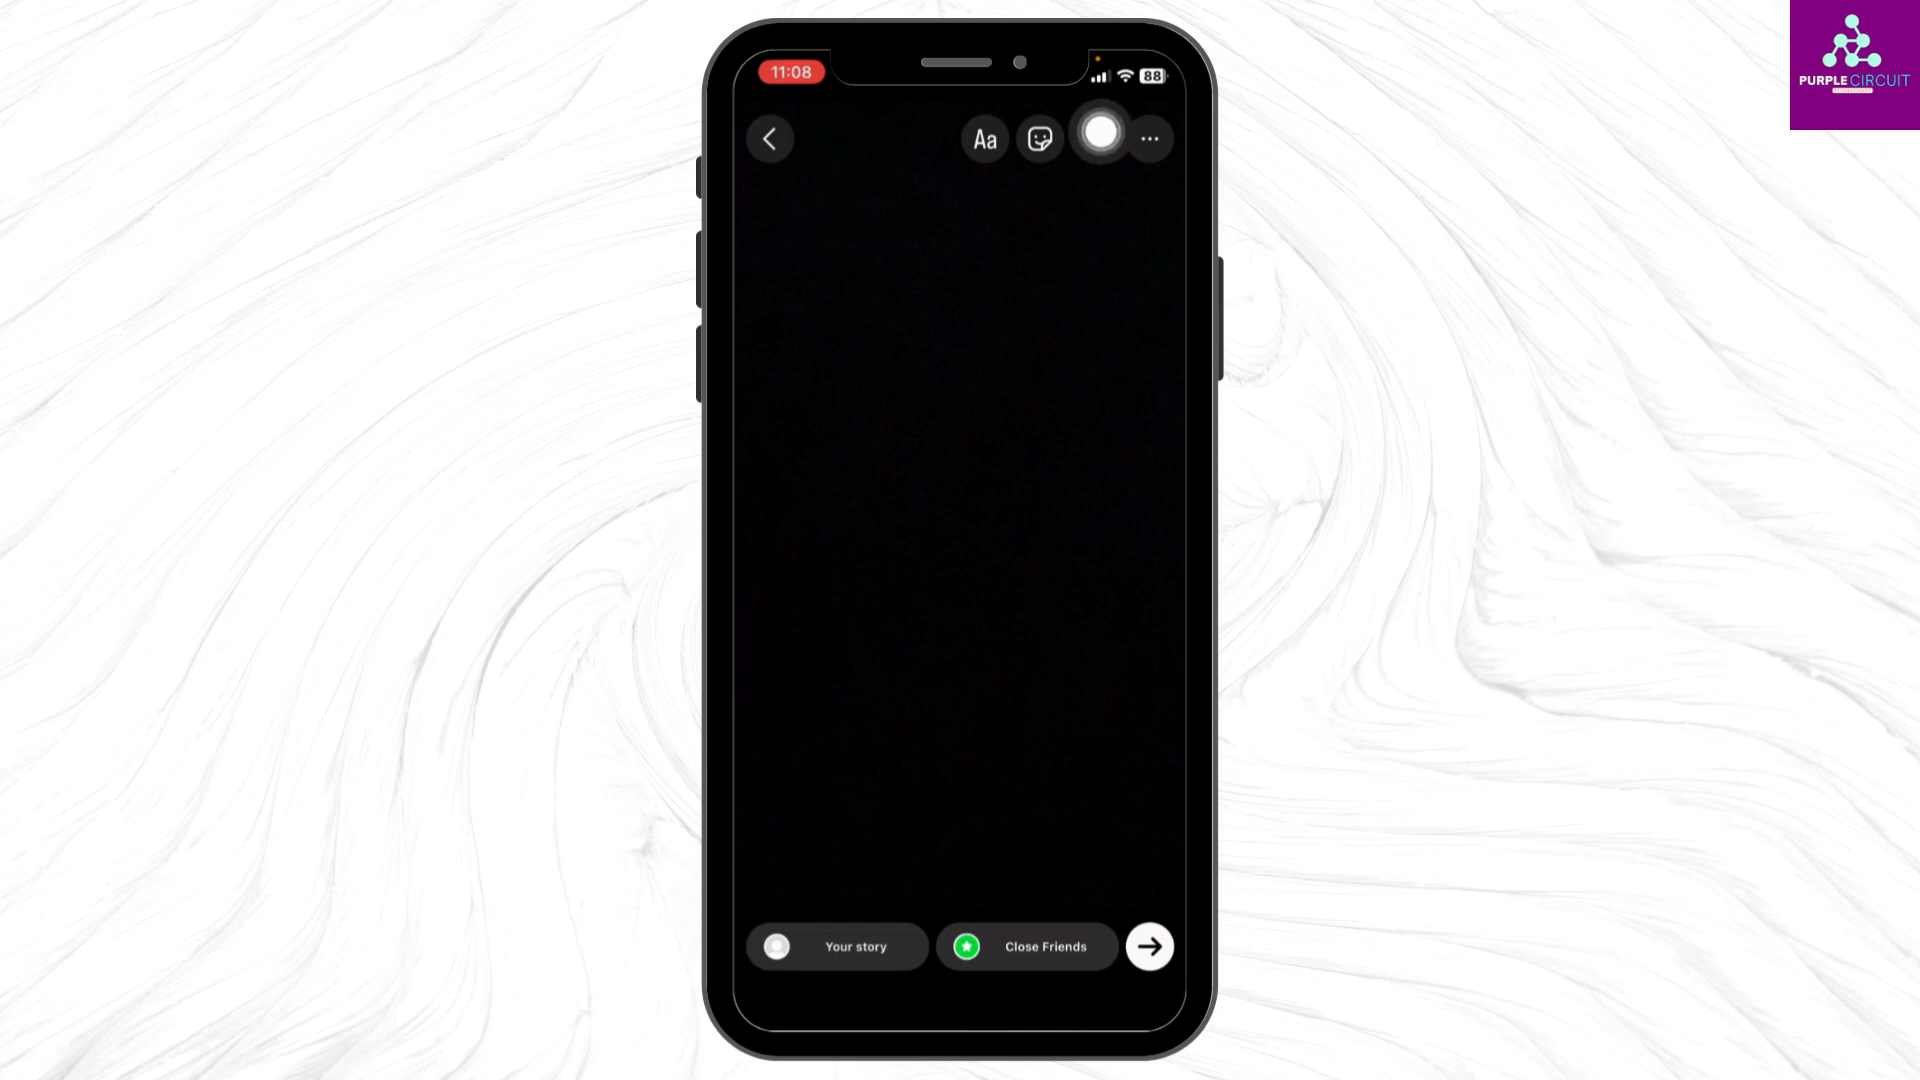 11:08
88
PURPLE CIRCUIT
Aa
Your story
Close Friends